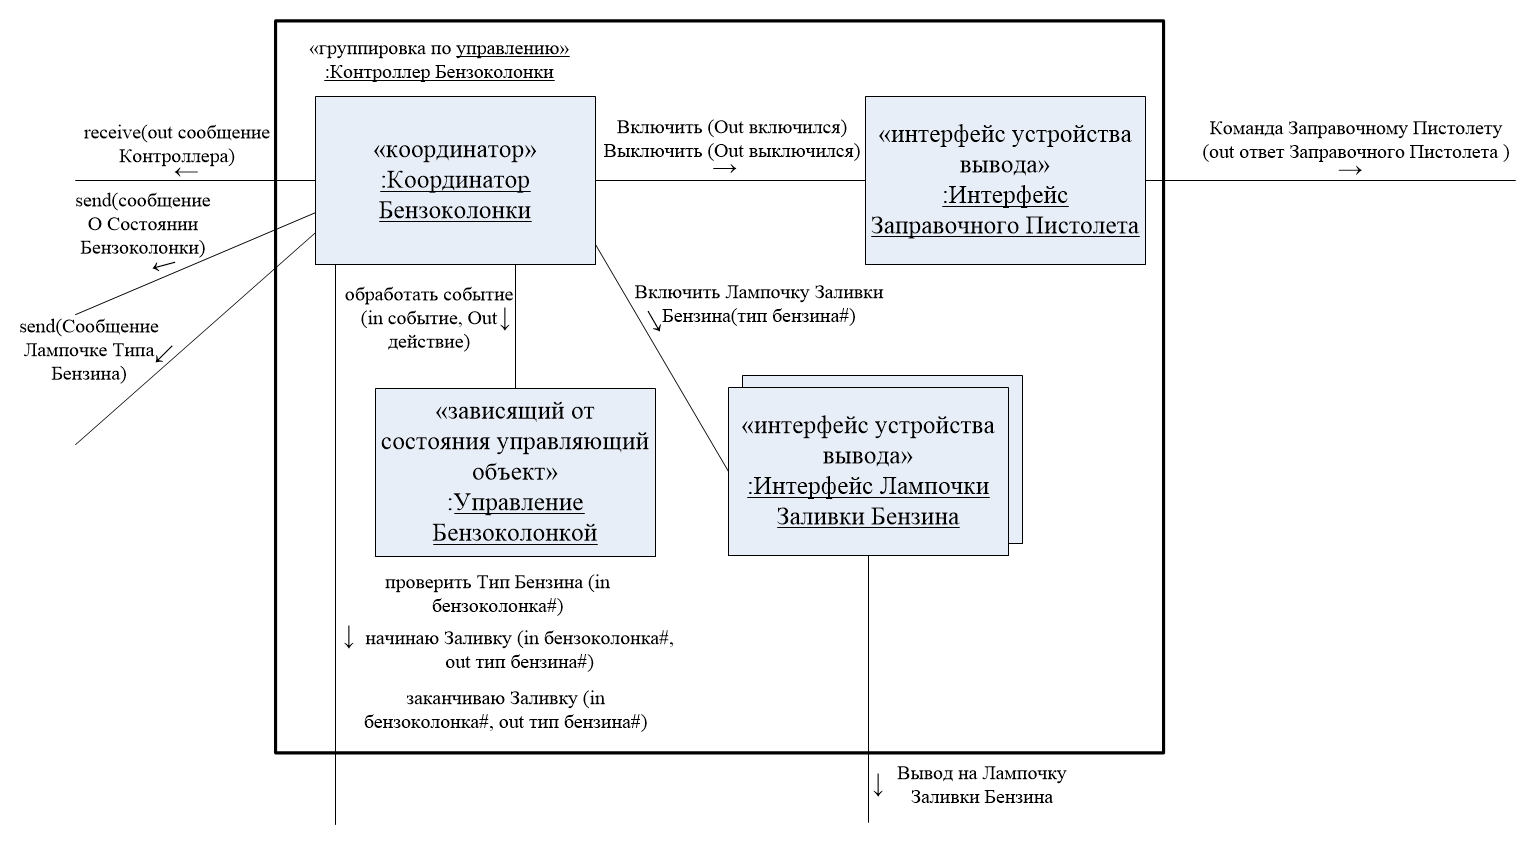 «группировка по управлению»
:Контроллер Бензоколонки
receive(out сообщение
Контроллера)
←
«координатор»
:Координатор
Бензоколонки
Включить (Out включился)
Выключить (Out выключился)
→
«интерфейс устройства
вывода»
:Интерфейс
Заправочного Пистолета
Команда Заправочному Пистолету
(out ответ Заправочного Пистолета )
→
send(сообщение
О Состоянии
Бензоколонки)
send(Сообщение
Лампочке Типа
Бензина)
обработать событие
(in событие, Out
действие)
Включить Лампочку Заливки
Бензина(тип бензина#)
«зависящий от
состояния управляющий
объект»
:Управление
Бензоколонкой
«интерфейс устройства
вывода»
:Интерфейс Лампочки
Заливки Бензина
проверить Тип Бензина (in
бензоколонка#)
начинаю Заливку (in бензоколонка#,
out тип бензина#)
заканчиваю Заливку (in
бензоколонка#, out тип бензина#)
Вывод на Лампочку
Заливки Бензина